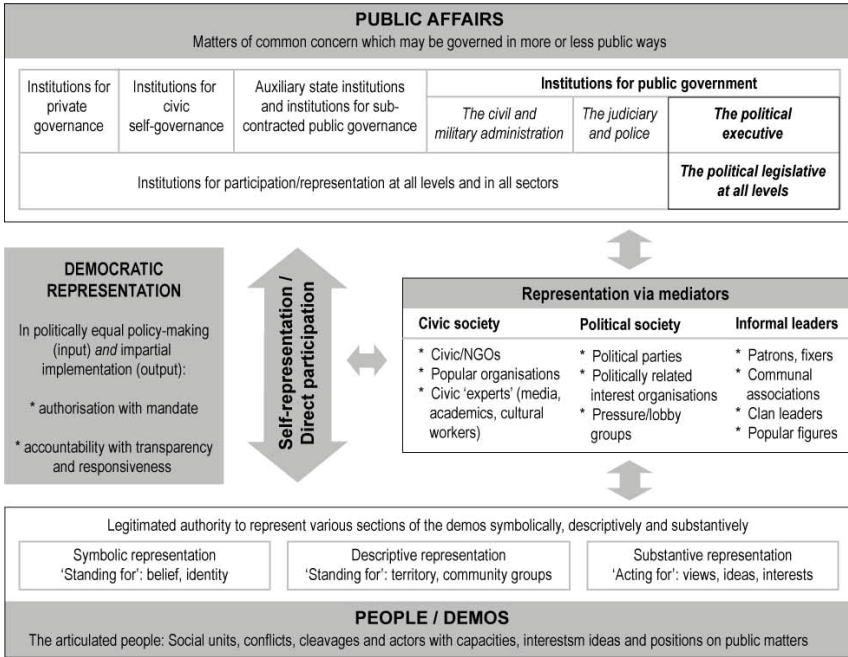 PUBLIC AFFAIRS
Matters of common concern which may be governed in more or less public ways
Institutions for
private
governance
Institutions for
civic
self-governance
Auxiliary state institutions
and institutions for sub-
contracted public governance
Institutions for public government
The civil and
military administration
The judiciary
and police
The political
executive
Institutions for participation/representation at all levels and in all sectors
The political legislative
at all levels
DEMOCRATIC
REPRESENTATION
In politically equal policy-making
(input) and impartial
implementation (output):
* authorisation with mandate
* accountability with transparency
and responsiveness
Self-representation /
Direct participation
Representation via mediators
Civic society
* Civic/NGOs
* Popular organisations
* Civic ‘experts’ (media,
academics, cultural
workers)
Political society
* Political parties
* Politically related
interest organisations
* Pressure/lobby
groups
Informal leaders
* Patrons, fixers
* Communal
associations
* Clan leaders
* Popular figures
Legitimated authority to represent various sections of the demos symbolically, descriptively and substantively
Symbolic representation
‘Standing for’: belief, identity
Descriptive representation
‘Standing for’: territory, community groups
Substantive representation
‘Acting for’: views, ideas, interests
PEOPLE / DEMOS
The articulated people: Social units, conflicts, cleavages and actors with capacities, interestsm ideas and positions on public matters